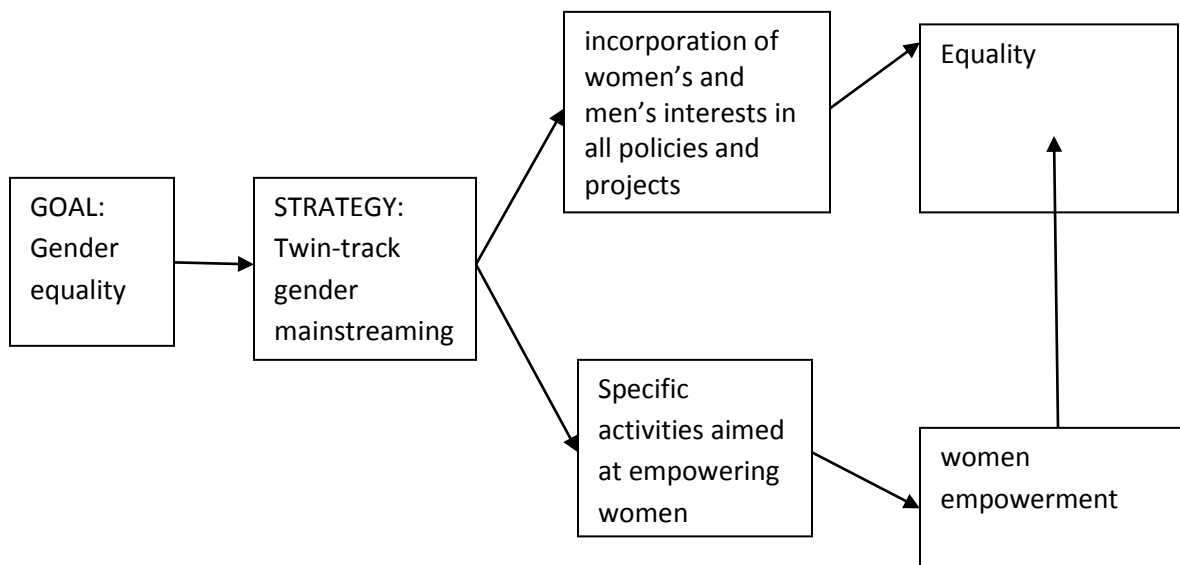 GOAL:
Gender
equality
STRATEGY:
Twin-track
gender
mainstreaming
incorporation of
women’s and
men’s interests in
all policies and
projects
Equality
Specific
activities aimed
at empowering
women
women
empowerment